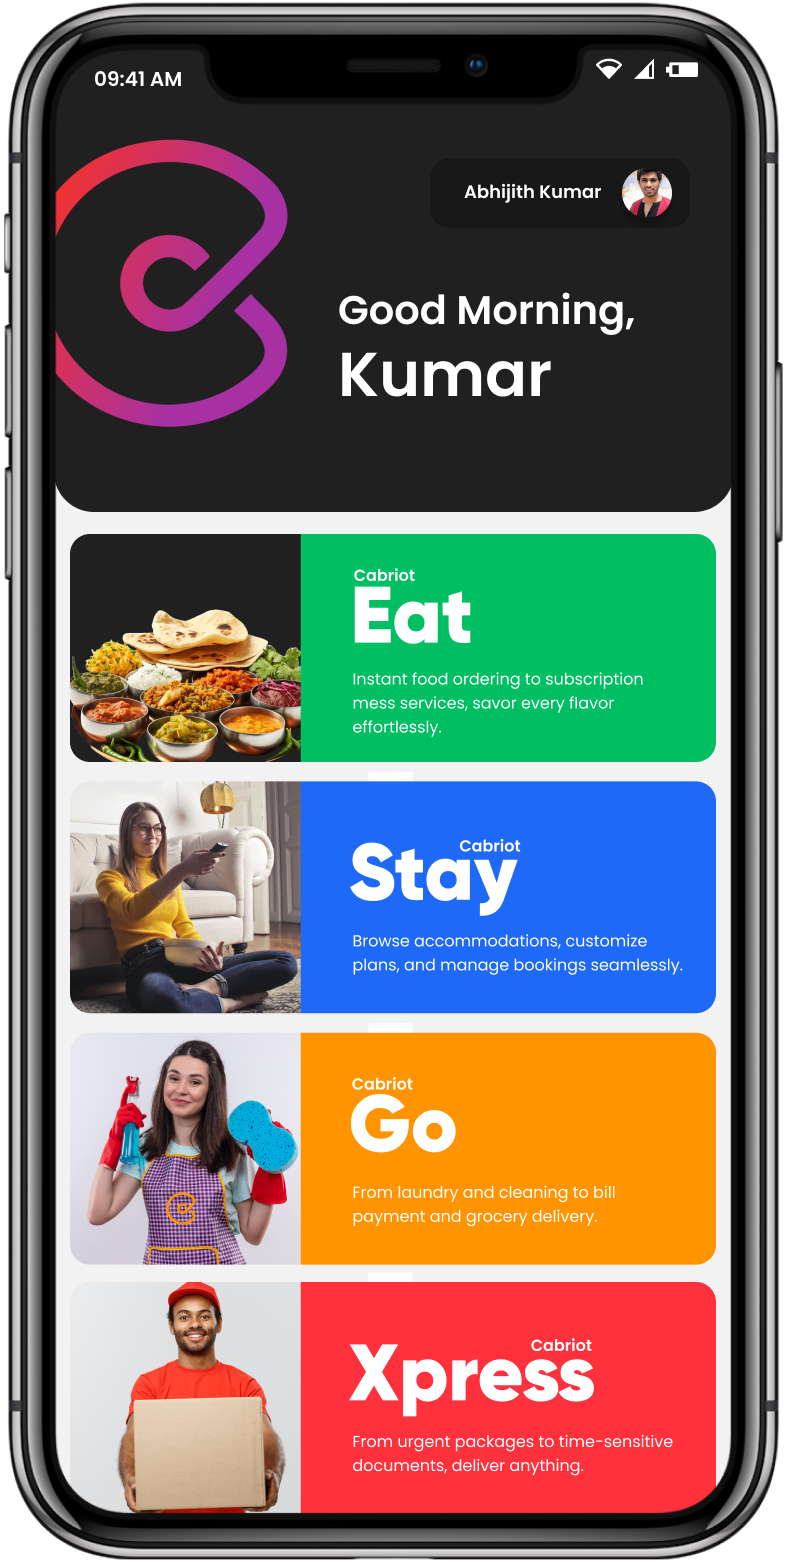 09:41 AM
Abhijith Kumar
Good Morning,
Kumar
Cabriot
Eat
Instant food ordering to subscription
mess services, savor every flavor
effortlessly.
Cabriot
Stay
Browse accommodations, customize
plans, and manage bookings seamlessly.
Cabriot
Go
From laundry and cleaning to bill
payment and grocery delivery.
Cabriot
Xpress
From urgent packages to time-sensitive
documents, deliver anything.